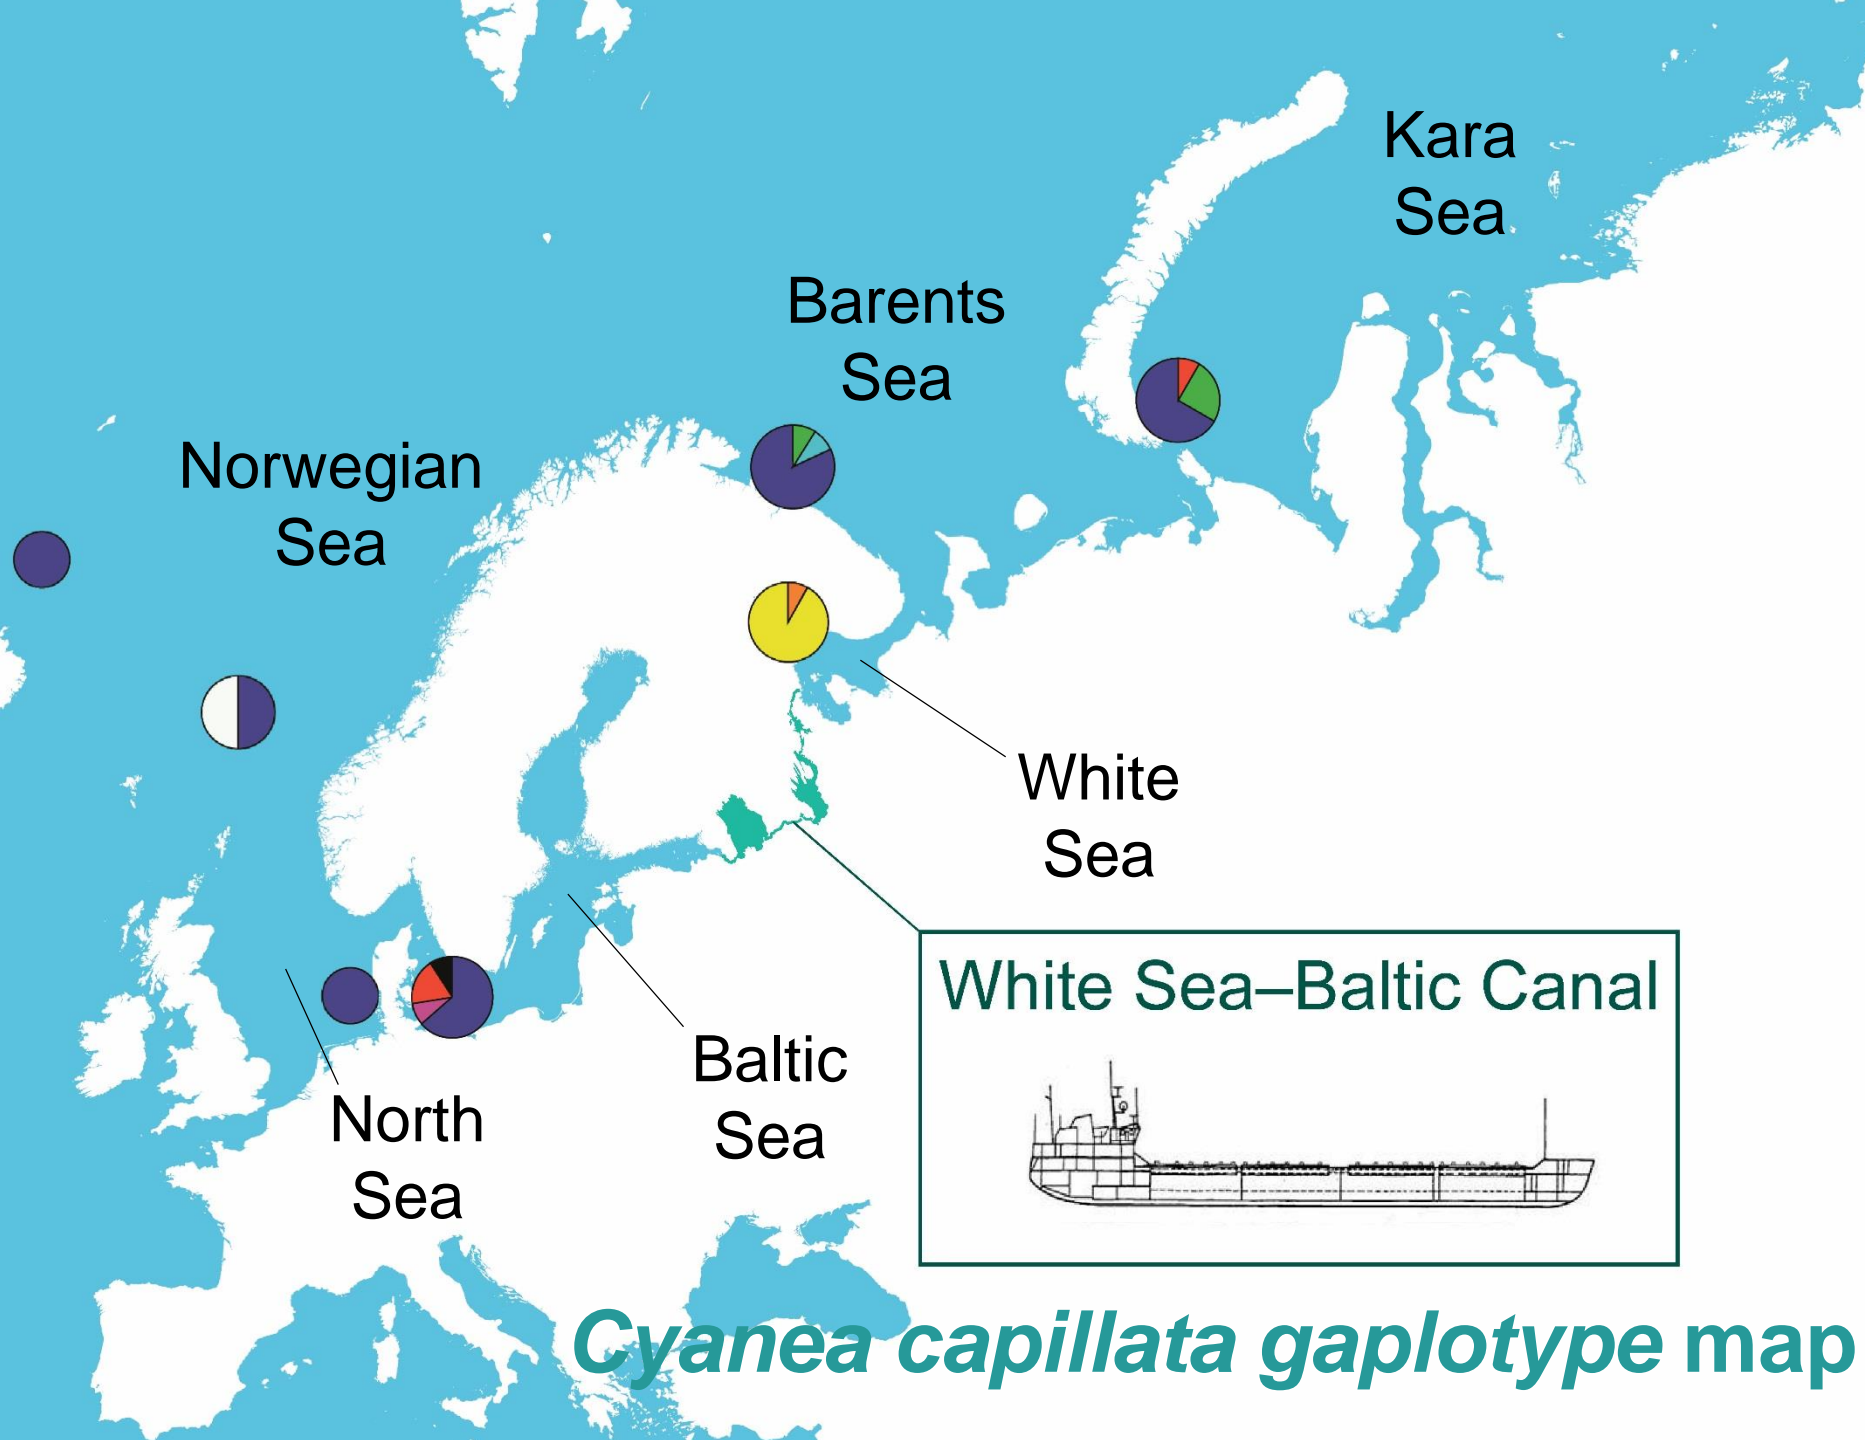 Kara
Sea
Barents
Sea
Norwegian
Sea
White
Sea
White Sea–Baltic Canal
Baltic
Sea
North
Sea
Cyanea capillata gaplotype map